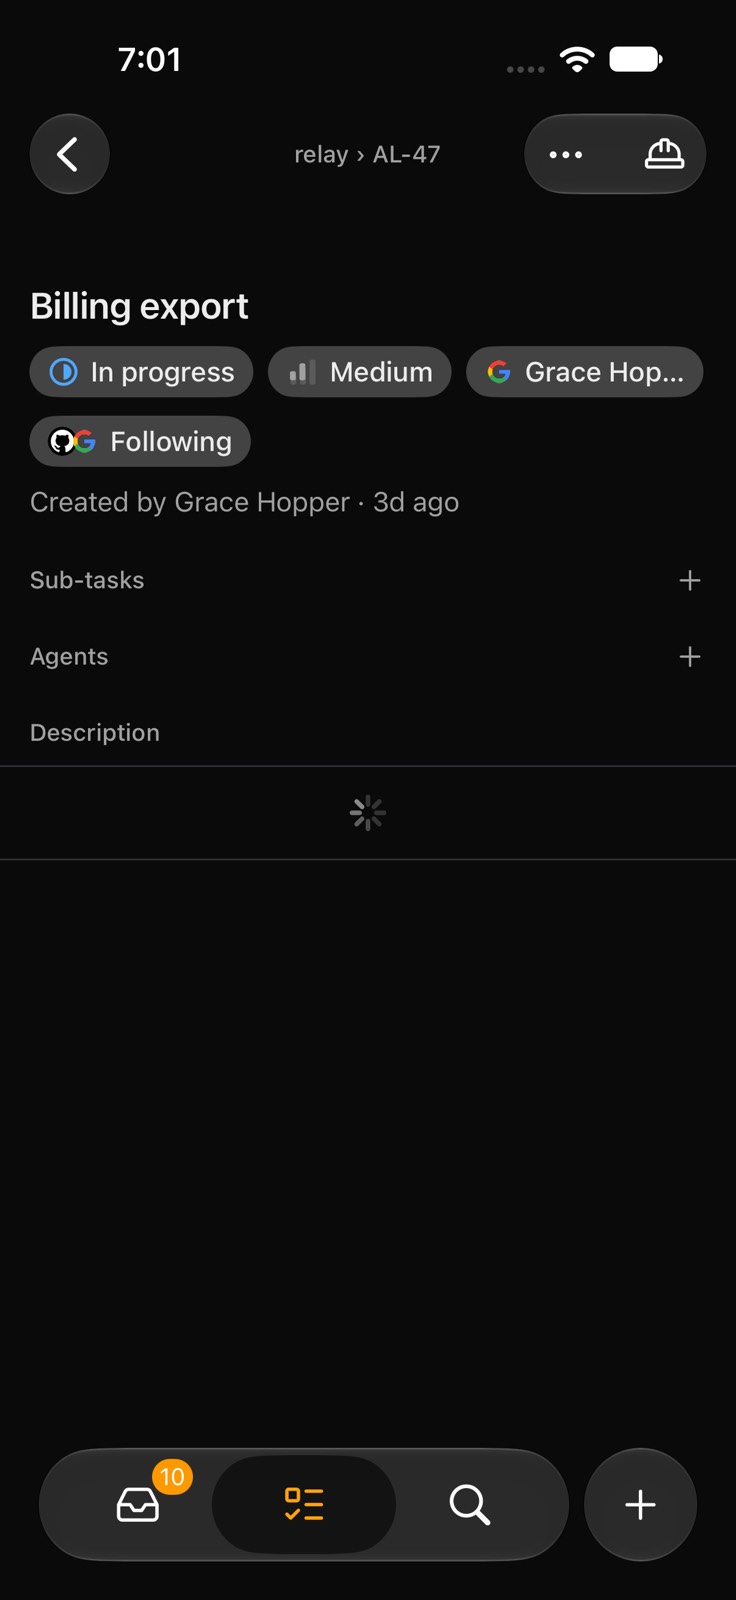 7:01
relay › AL-47
Billing export
In progress
Medium
Grace Hop...
Following
Created by Grace Hopper · 3d ago
Sub-tasks
Agents
Description
10